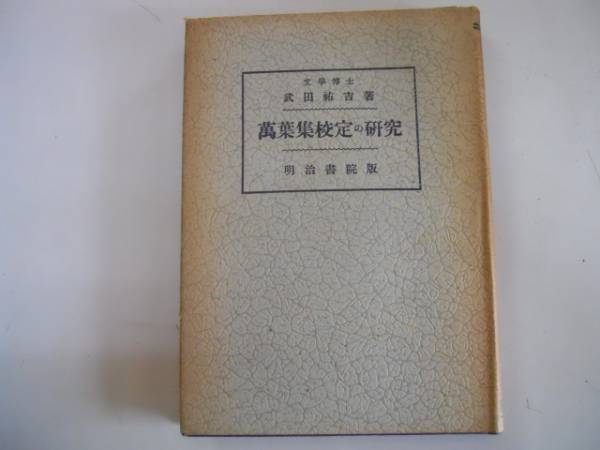 文學博士
武田祐吉著
萬葉集校定の研究
明治書院版